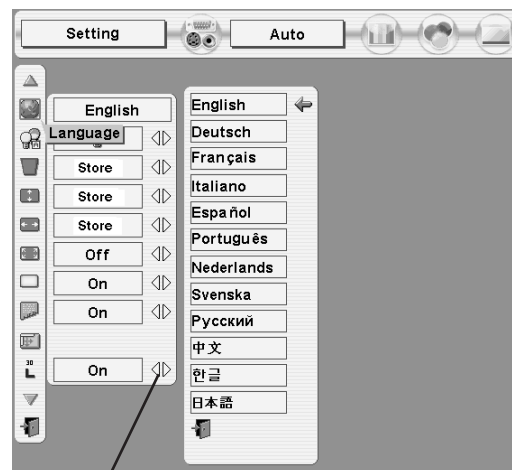 Setting
Auto
English
Language
Store
Store
Store
Off
On
On
30
On
English
Deutsch
Français
Italiano
Español
Português
Nederlands
Svenska
Русский
中文
한글
日本語